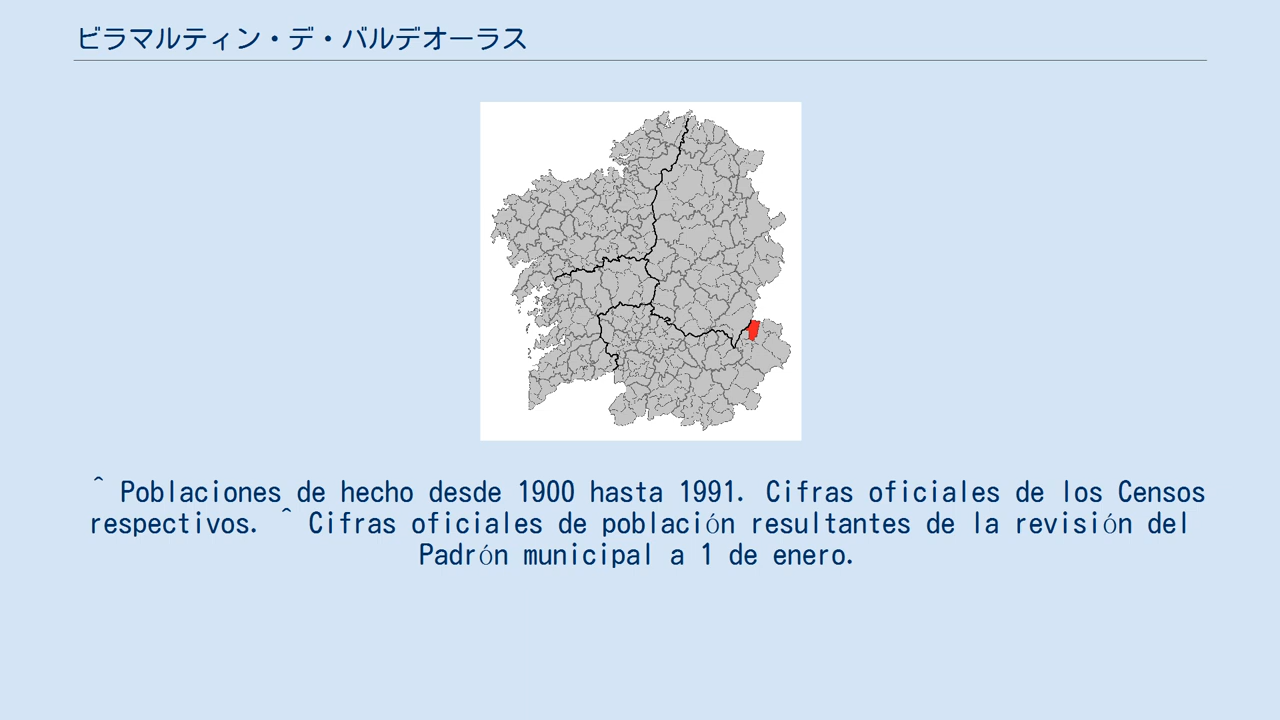 ビラマルティン・デ・バルデオーラス
^ Poblaciones de hecho desde 1900 hasta 1991. Cifras oficiales de los Censos
respectivos. ^ Cifras oficiales de población resultantes de la revisión del
Padrón municipal a 1 de enero.